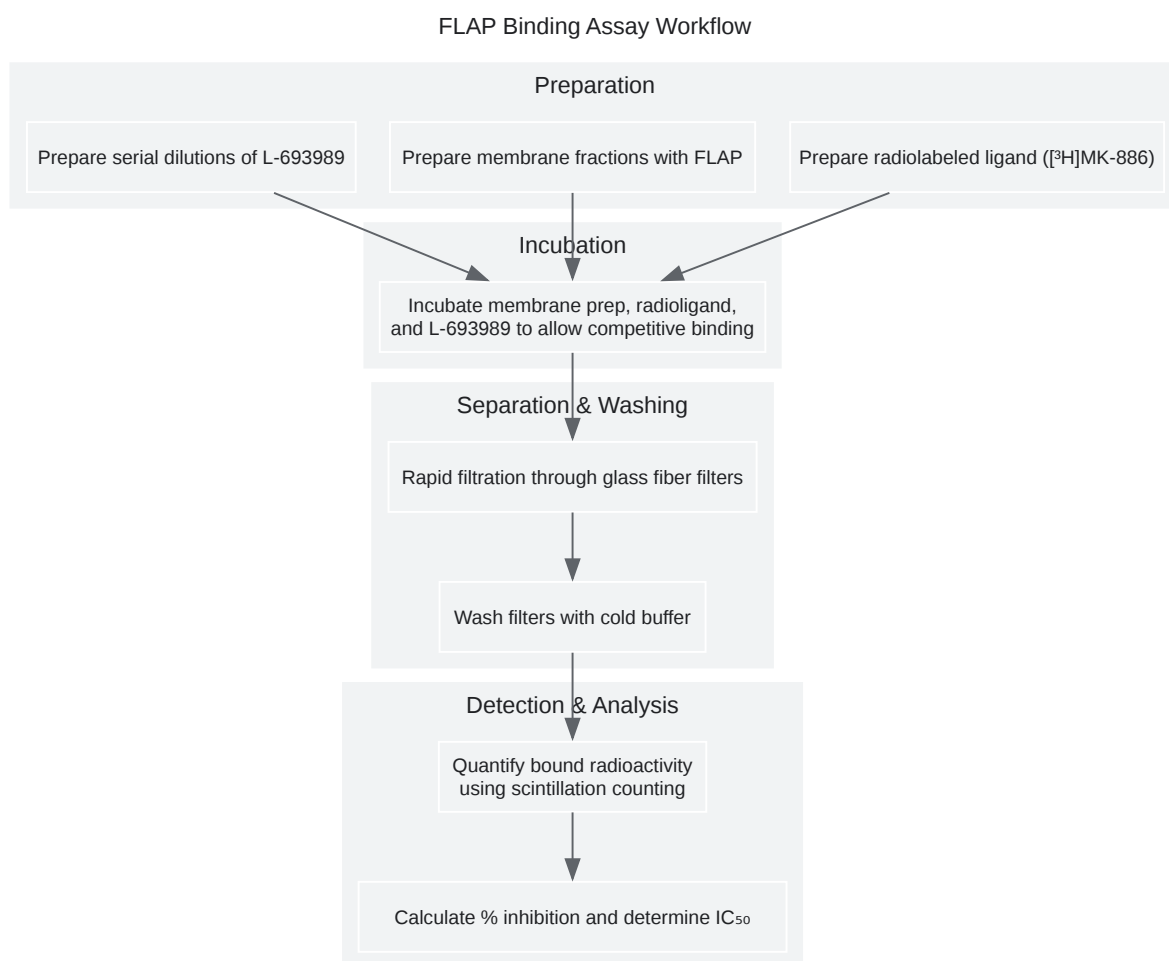 FLAP Binding Assay Workflow
Preparation
Prepare serial dilutions of L-693989
Prepare membrane fractions with FLAP
Prepare radiolabeled ligand ([³H]MK-886)
Incubation
Incubate membrane prep, radioligand,
and L-693989 to allow competitive binding
Separation & Washing
Rapid filtration through glass fiber filters
Wash filters with cold buffer
Detection & Analysis
Quantify bound radioactivity
using scintillation counting
Calculate % inhibition and determine IC₅₀